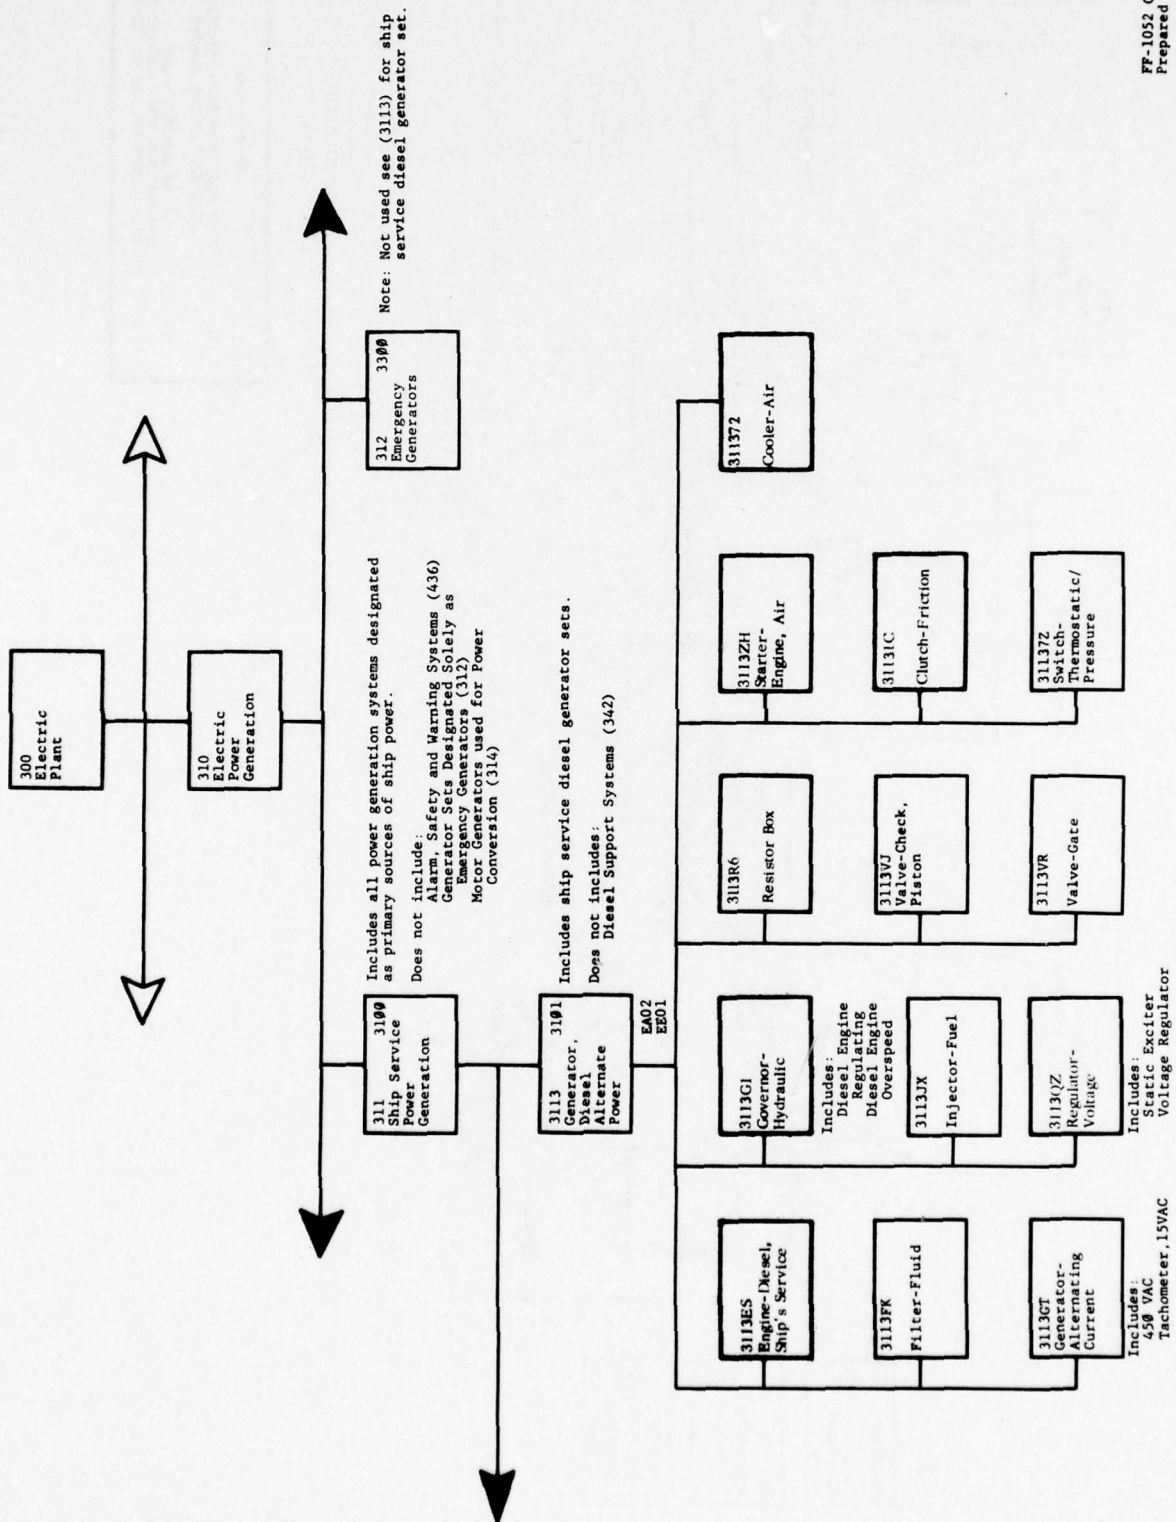 300
Electric
Plant
310
Electric
Power
Generation
311 31θθ
Ship Service
Power
Generation
Includes all power generation systems designated
as primary sources of ship power.
Does not include:
Alarm, Safety and Warning Systems (436)
Generator Sets Designated Solely as
Emergency Generators (312)
Motor Generators used for Power
Conversion (314)
312 33θθ
Emergency
Generators
Note: Not used see (3113) for ship
service diesel generator set.
3113 31θ1
Generator,
Diesel
Alternate
Power
Includes ship service diesel generator sets.
Does not includes:
Diesel Support Systems (342)
EA02
EE01
3113ES
Engine-Diesel,
Ship's Service
3113FK
Filter-Fluid
3113GT
Generator-
Alternating
Current
Includes:
45θ VAC
Tachometer,15VAC
3113G1
Governor-
Hydraulic
Includes:
Diesel Engine
Regulating
Diesel Engine
Overspeed
3113JX
Injector-Fuel
3113QZ
Regulator-
Voltage
Includes:
Static Exciter
Voltage Regulator
3113R6
Resistor Box
3113VJ
Valve-Check,
Piston
3113VR
Valve-Gate
3113ZH
Starter-
Engine, Air
31131C
Clutch-Friction
31137Z
Switch-
Thermostatic/
Pressure
311372
Cooler-Air
FF-1052
Prepared